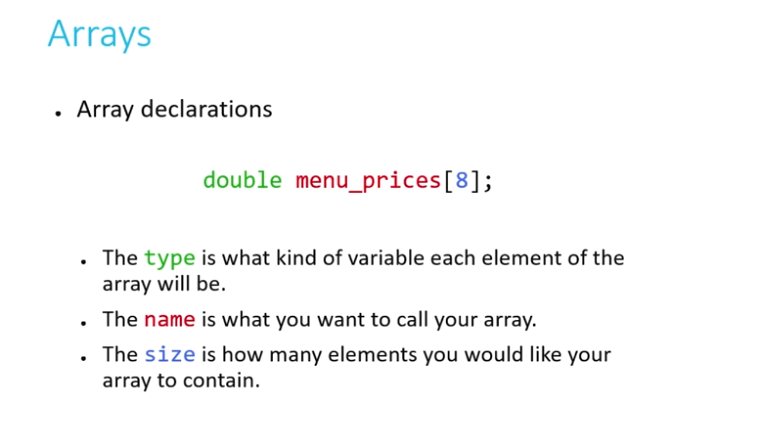 Arrays
• Array declarations
double menu_prices[8];
• The type is what kind of variable each element of the
array will be.
• The name is what you want to call your array.
• The size is how many elements you would like your
array to contain.